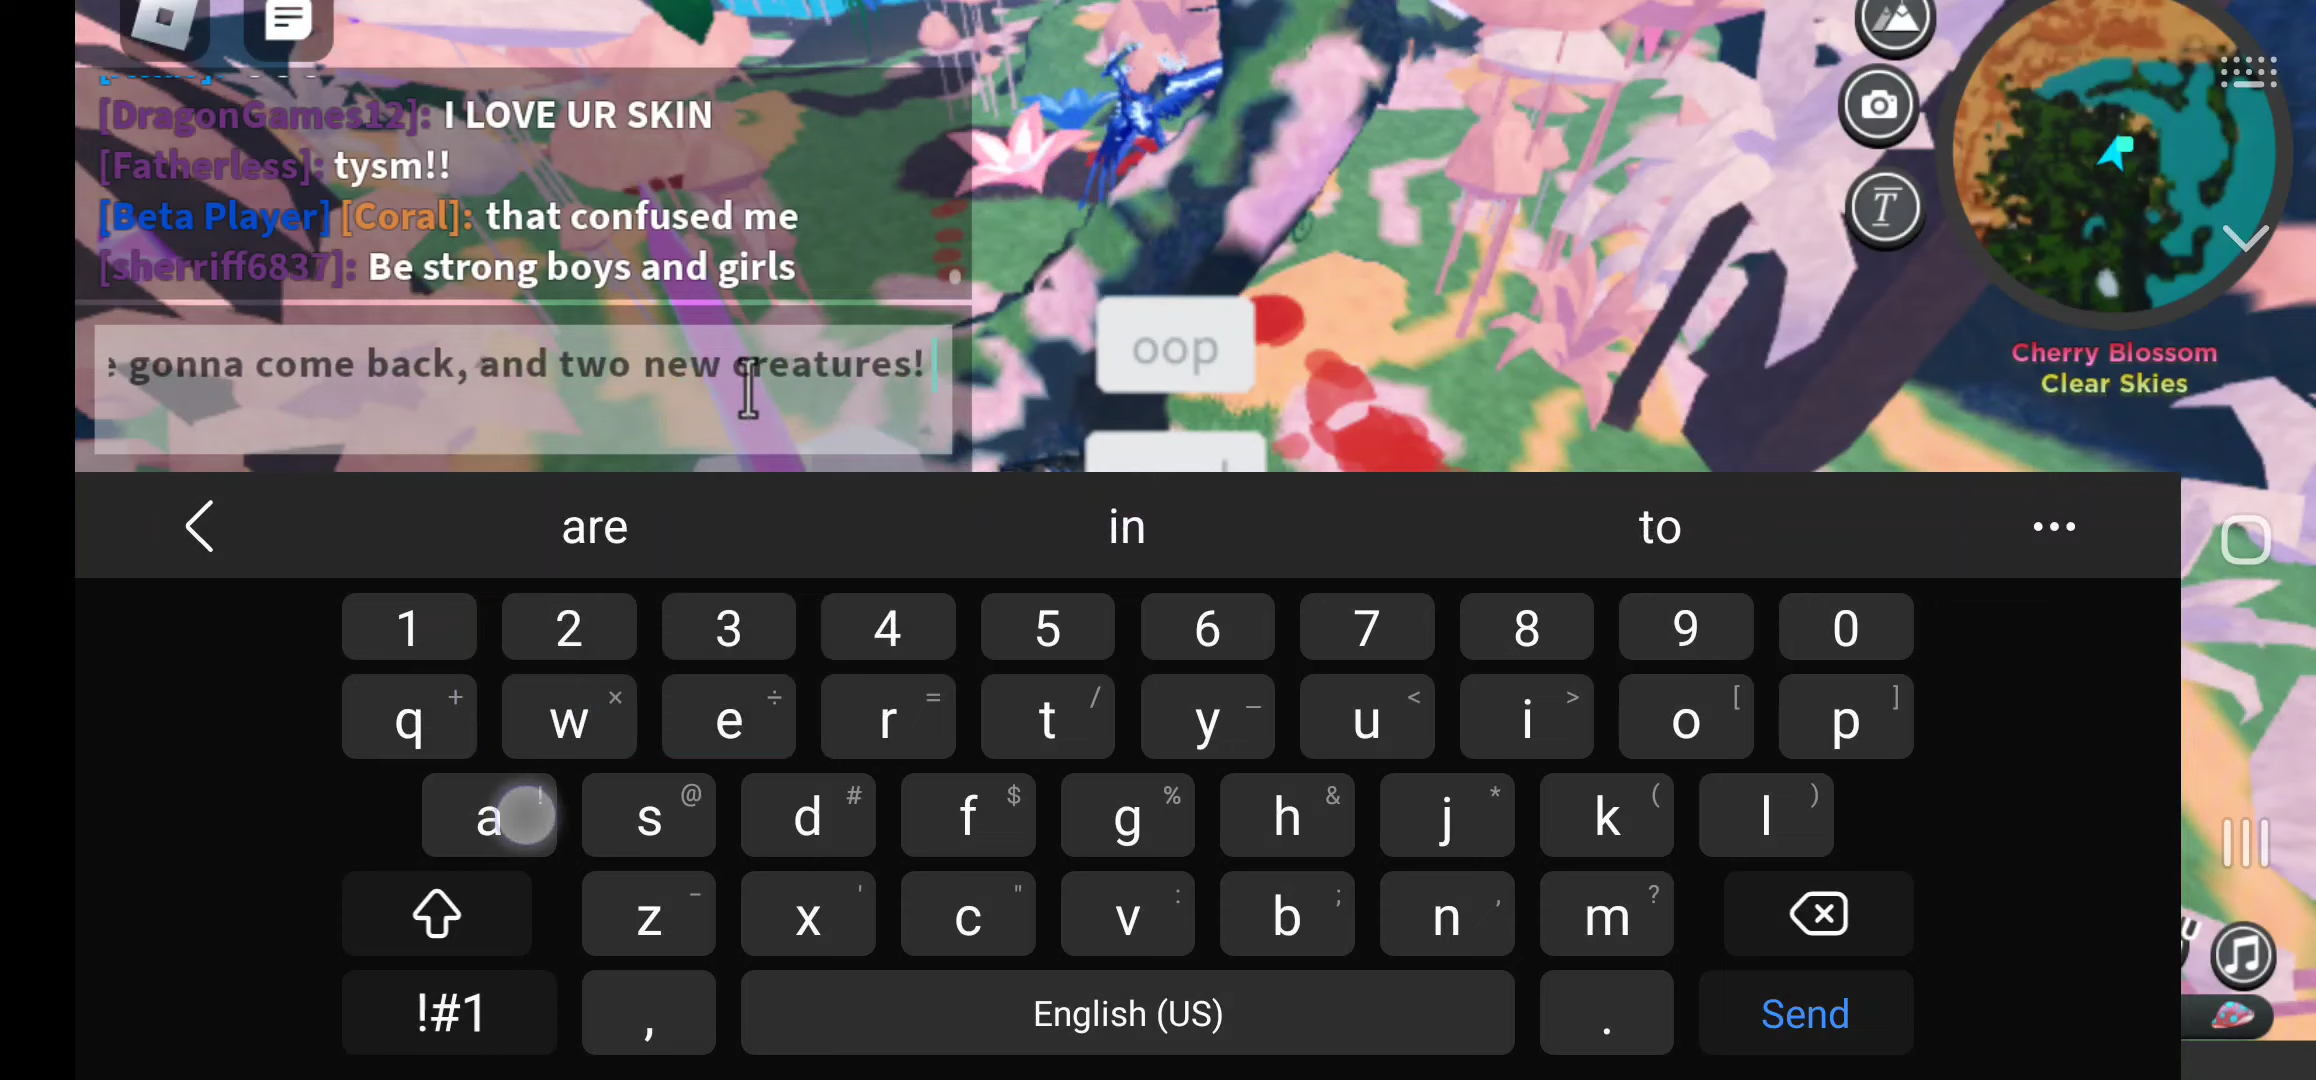 [DragonGames12]: I LOVE UR SKIN
[Fatherless]: tysm!!
[Beta Player] [Coral]: that confused me
[sherriff6837]: Be strong boys and girls
gonna come back, and two new creatures!
oop
T
Cherry Blossom
Clear Skies
are in to ...
1 2 3 4 5 6 7 8 9 0
q + w × e ÷ r = t / y _ u < i > o [ p ]
a ! s @ d # f $ g % h & j * k ( l )
z - x ' c " v : b ; n , m ?
!#1 , English (US) . Send